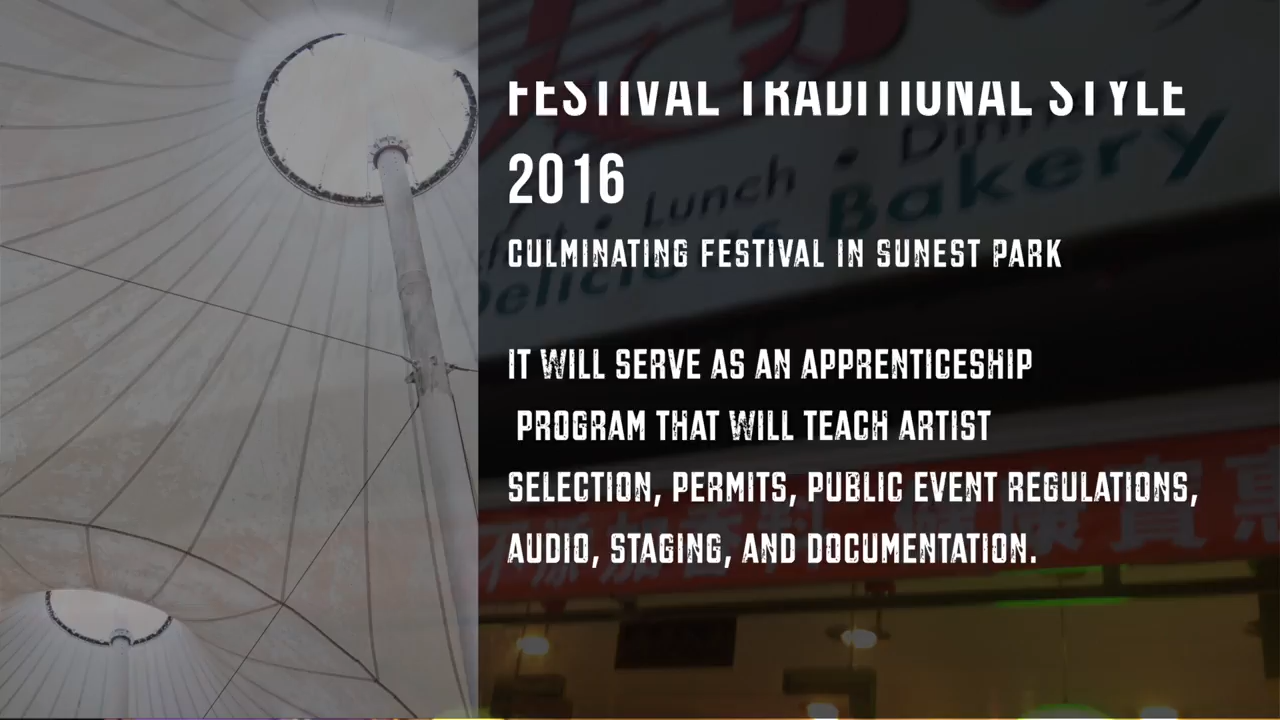 FESTIVAL TRADITIONAL STYLE
2016
CULMINATING FESTIVAL IN SUNEST PARK
IT WILL SERVE AS AN APPRENTICESHIP
PROGRAM THAT WILL TEACH ARTIST
SELECTION, PERMITS, PUBLIC EVENT REGULATIONS,
AUDIO, STAGING, AND DOCUMENTATION.
Lunch •
Bakery